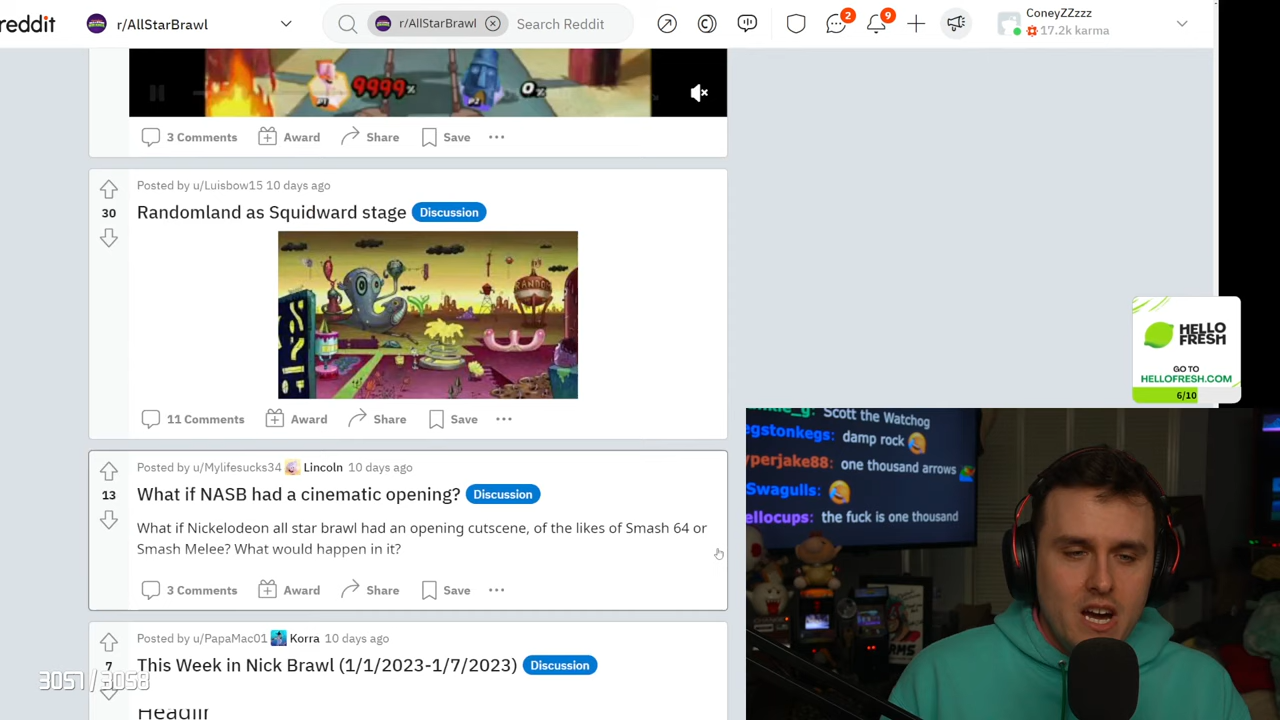 reddit
r/AllStarBrawl
r/AllStarBrawl
Search Reddit
2
9
ConeyZZzzz
17.2k karma
9999%
P1
P2
0%
3 Comments
Award
Share
Save
Posted by u/Luisbow15 10 days ago
30
Randomland as Squidward stage
Discussion
11 Comments
Award
Share
Save
Posted by u/Mylifesucks34
Lincoln
10 days ago
13
What if NASB had a cinematic opening?
Discussion
What if Nickelodeon all star brawl had an opening cutscene, of the likes of Smash 64 or
Smash Melee? What would happen in it?
3 Comments
Award
Share
Save
Posted by u/PapaMac01
Korra
10 days ago
7
This Week in Nick Brawl (1/1/2023-1/7/2023)
Discussion
3057/3058
HELLO
FRESH
GO TO
HELLOFRESH.COM
6/10
Scott the Watchog
egstonkegs: damp rock
yperjake88: one thousand arrows
Swagulls:
ellocups: the fuck is one thousand